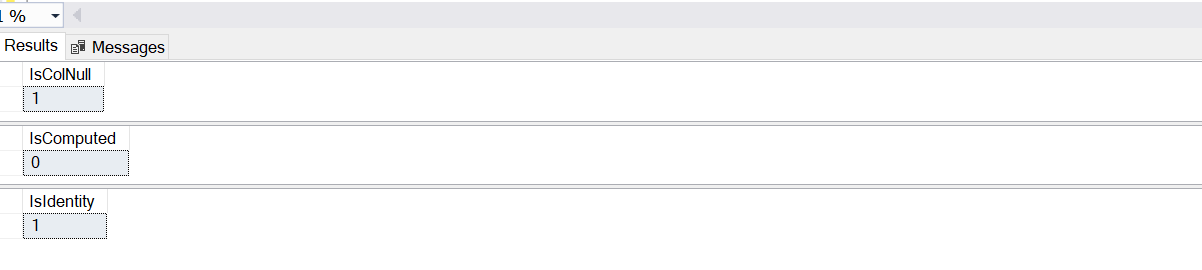 %
Results Messages
IsColNull
1
IsComputed
0
IsIdentity
1